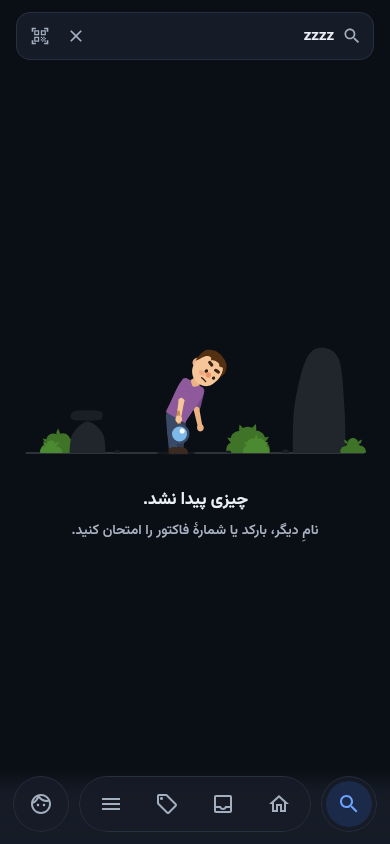 zzzz
چیزی پیدا نشد.
نامِ دیگر، بارکد یا شمارهٔ فاکتور را امتحان کنید.